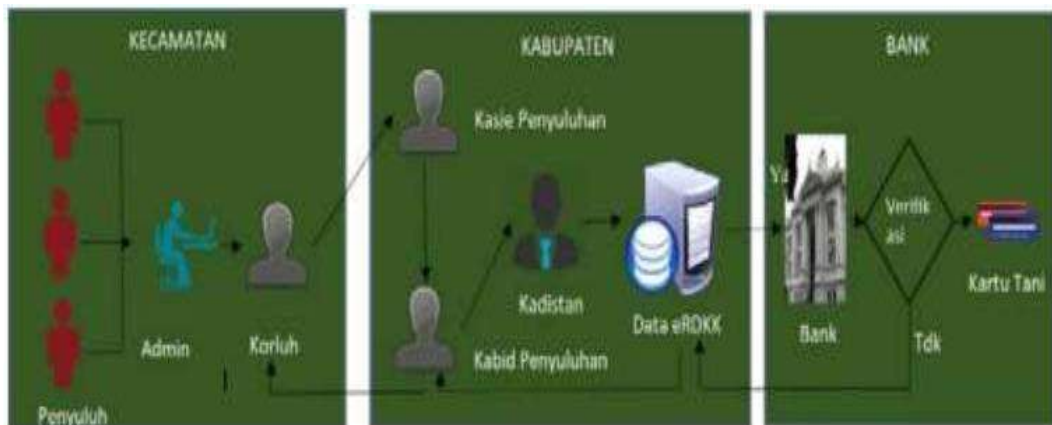 KECAMATAN
Admin
Korluh
Penyuluh
KABUPATEN
Kasie Penyuluhan
Kadistan
Data eRDKK
Kabid Penyuluhan
BANK
Ya
Verifik
asi
Bank
Kartu Tani
Tdk